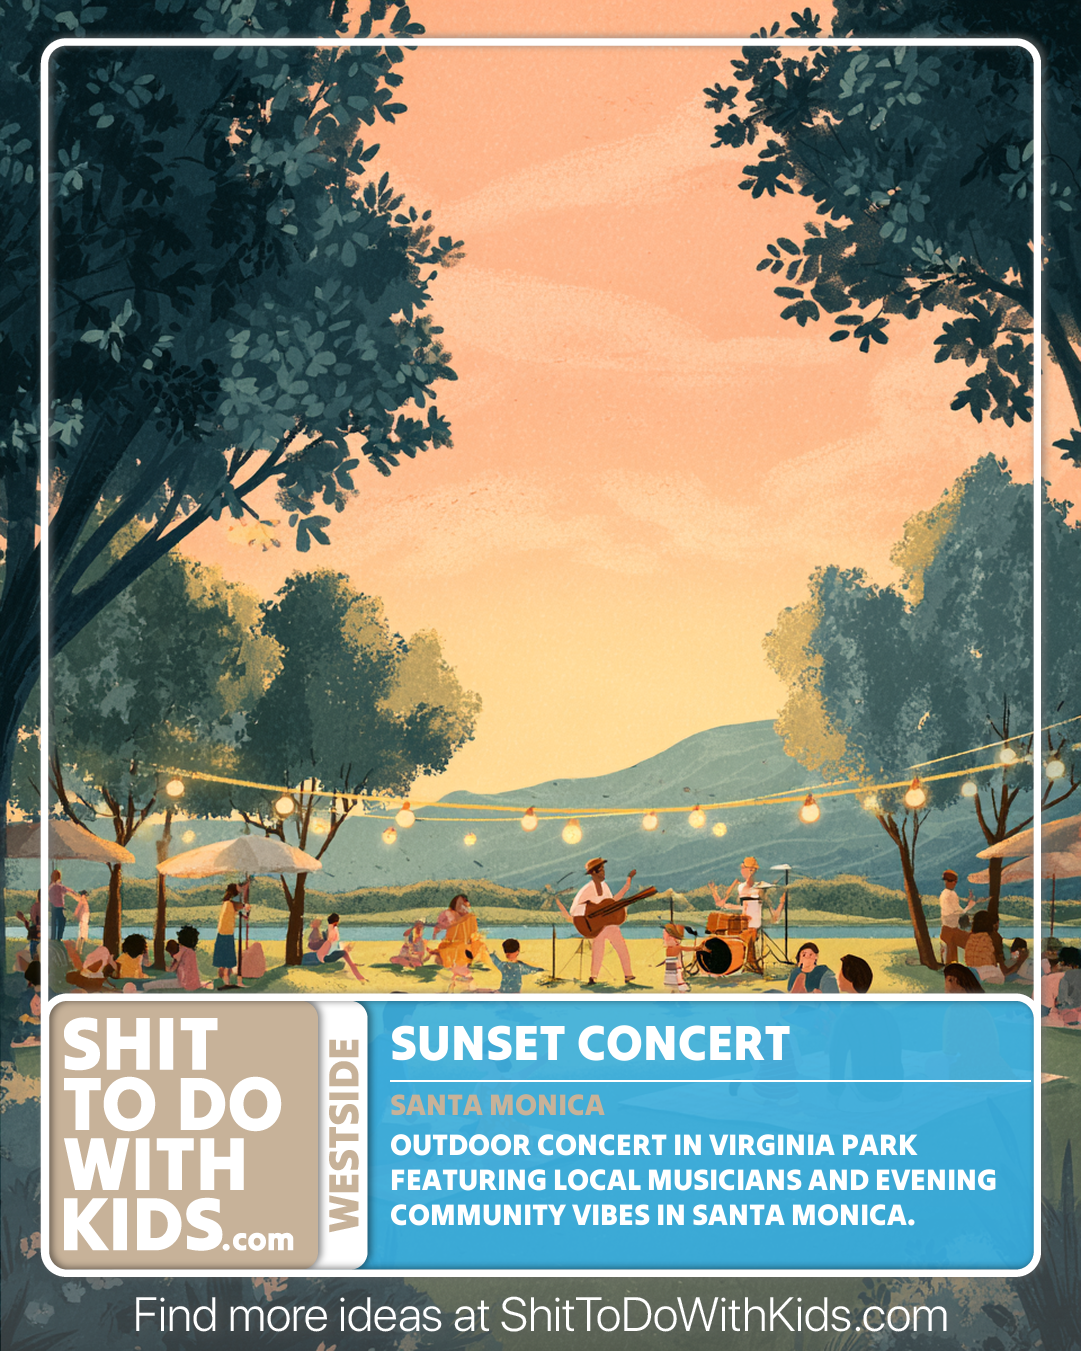 SHIT
TO DO
WITH
KIDS.com
WESTSIDE
SUNSET CONCERT
SANTA MONICA
OUTDOOR CONCERT IN VIRGINIA PARK
FEATURING LOCAL MUSICIANS AND EVENING
COMMUNITY VIBES IN SANTA MONICA.
Find more ideas at ShitToDoWithKids.com